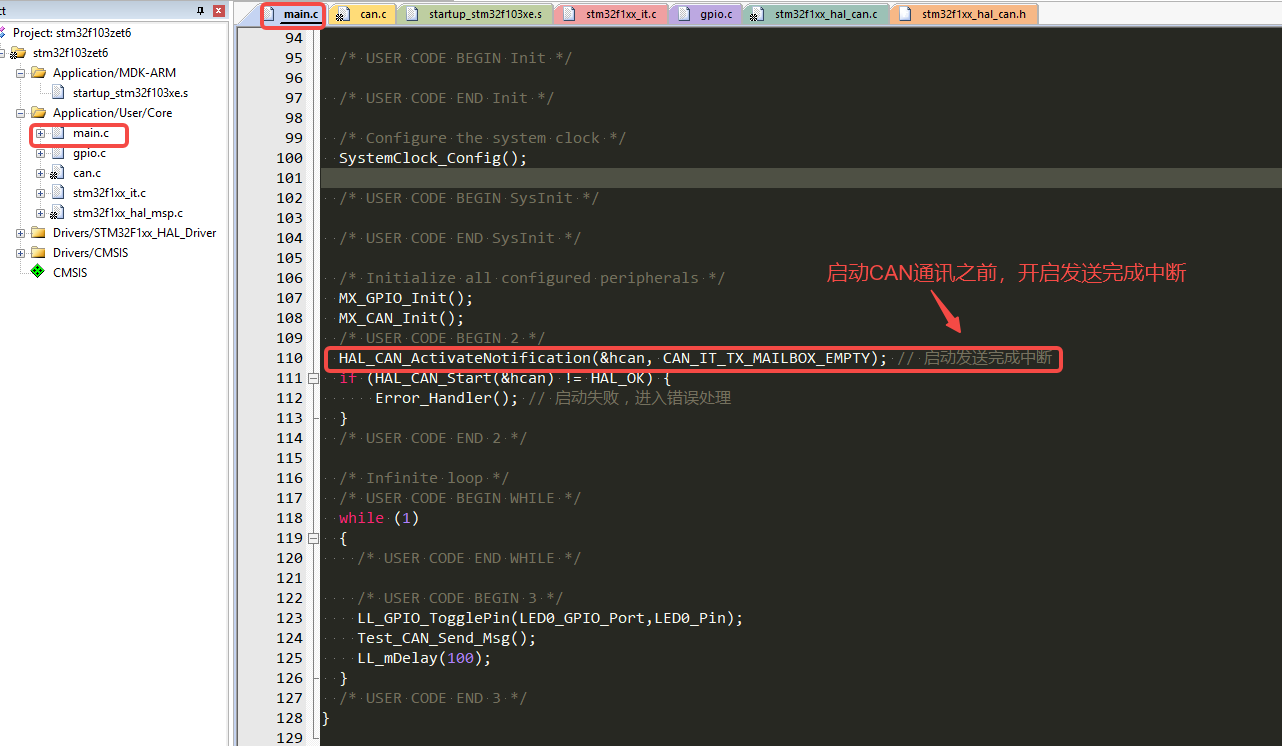 ct
main.c
can.c
startup_stm32f103xe.s
stm32f1xx_it.c
gpio.c
stm32f1xx_hal_can.c
stm32f1xx_hal_can.h
Project: stm32f103zet6
stm32f103zet6
Application/MDK-ARM
startup_stm32f103xe.s
Application/User/Core
main.c
gpio.c
can.c
stm32f1xx_it.c
stm32f1xx_hal_msp.c
Drivers/STM32F1xx_HAL_Driver
Drivers/CMSIS
CMSIS
94
95 /* USER CODE BEGIN Init */
96
97 /* USER CODE END Init */
98
99 /* Configure the system clock */
100 SystemClock_Config();
101
102 /* USER CODE BEGIN SysInit */
103
104 /* USER CODE END SysInit */
105
106 /* Initialize all configured peripherals */
启动CAN通讯之前，开启发送完成中断
107 MX_GPIO_Init();
108 MX_CAN_Init();
109 /* USER CODE BEGIN 2 */
110 HAL_CAN_ActivateNotification(&hcan, CAN_IT_TX_MAILBOX_EMPTY); // 启动发送完成中断
111 if (HAL_CAN_Start(&hcan) != HAL_OK) {
112 Error_Handler(); // 启动失败，进入错误处理
113 }
114 /* USER CODE END 2 */
115
116 /* Infinite loop */
117 /* USER CODE BEGIN WHILE */
118 while (1)
119 {
120 /* USER CODE END WHILE */
121
122 /* USER CODE BEGIN 3 */
123 LL_GPIO_TogglePin(LED0_GPIO_Port,LED0_Pin);
124 Test_CAN_Send_Msg();
125 LL_mDelay(100);
126 }
127 /* USER CODE END 3 */
128 }
129